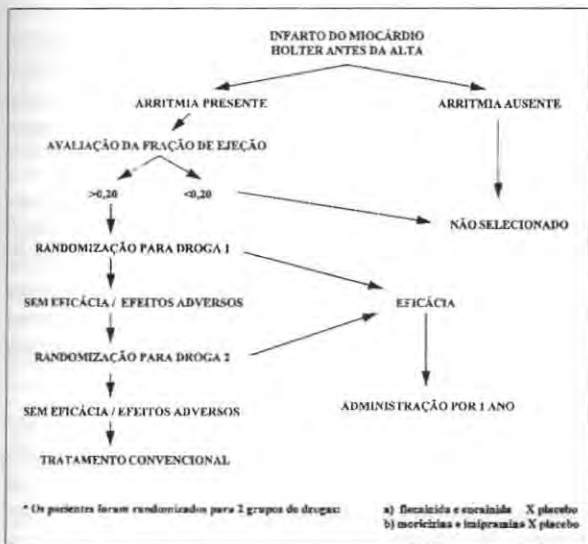 INFARTO DO MIOCÁRDIO
HOLTER ANTES DA ALTA
ARRITMIA PRESENTE
ARRITMIA AUSENTE
AVALIAÇÃO DA FRAÇÃO DE EJEÇÃO
>0,20
<0,20
NÃO SELECIONADO
RANDOMIZAÇÃO PARA DROGA 1
SEM EFICÁCIA / EFEITOS ADVERSOS
EFICÁCIA
RANDOMIZAÇÃO PARA DROGA 2
SEM EFICÁCIA / EFEITOS ADVERSOS
ADMINISTRAÇÃO POR 1 ANO
TRATAMENTO CONVENCIONAL
* Os pacientes foram randomizados para 2 grupos de drogas:
a) flecainida e encainida X placebo
b) moricizina e imipramina X placebo